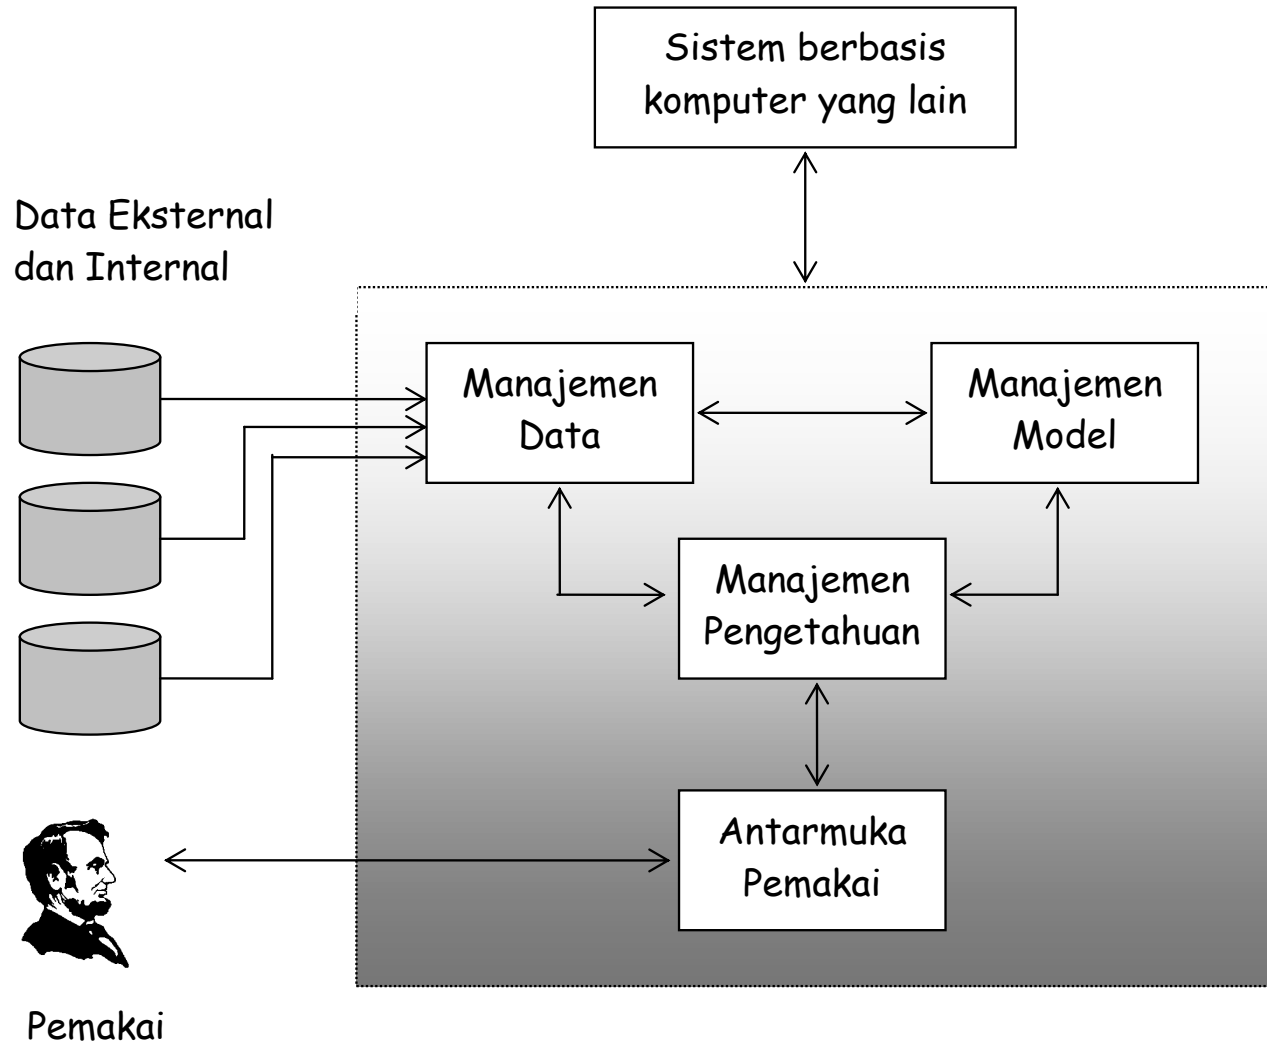 Sistem berbasis
komputer yang lain
Data Eksternal
dan Internal
Manajemen
Data
Manajemen
Model
Manajemen
Pengetahuan
Antarmuka
Pemakai
Pemakai